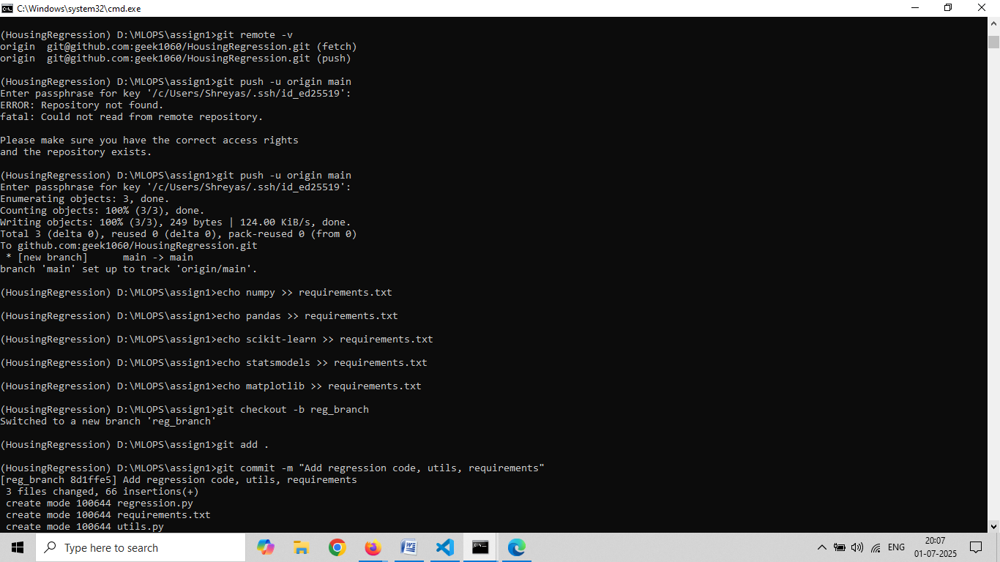 C:\Windows\system32\cmd.exe
(HousingRegression) D:\MLOPS\assign1>git remote -v
origin  git@github.com:geek1060/HousingRegression.git (fetch)
origin  git@github.com:geek1060/HousingRegression.git (push)
(HousingRegression) D:\MLOPS\assign1>git push -u origin main
Enter passphrase for key '/c/Users/Shreyas/.ssh/id_ed25519':
ERROR: Repository not found.
fatal: Could not read from remote repository.
Please make sure you have the correct access rights
and the repository exists.
(HousingRegression) D:\MLOPS\assign1>git push -u origin main
Enter passphrase for key '/c/Users/Shreyas/.ssh/id_ed25519':
Enumerating objects: 3, done.
Counting objects: 100% (3/3), done.
Writing objects: 100% (3/3), 249 bytes | 124.00 KiB/s, done.
Total 3 (delta 0), reused 0 (delta 0), pack-reused 0 (from 0)
To github.com:geek1060/HousingRegression.git
 * [new branch]      main -> main
branch 'main' set up to track 'origin/main'.
(HousingRegression) D:\MLOPS\assign1>echo numpy >> requirements.txt
(HousingRegression) D:\MLOPS\assign1>echo pandas >> requirements.txt
(HousingRegression) D:\MLOPS\assign1>echo scikit-learn >> requirements.txt
(HousingRegression) D:\MLOPS\assign1>echo statsmodels >> requirements.txt
(HousingRegression) D:\MLOPS\assign1>echo matplotlib >> requirements.txt
(HousingRegression) D:\MLOPS\assign1>git checkout -b reg_branch
Switched to a new branch 'reg_branch'
(HousingRegression) D:\MLOPS\assign1>git add .
(HousingRegression) D:\MLOPS\assign1>git commit -m "Add regression code, utils, requirements"
[reg_branch 8d1ffe5] Add regression code, utils, requirements
 3 files changed, 66 insertions(+)
 create mode 100644 regression.py
 create mode 100644 requirements.txt
 create mode 100644 utils.py
Type here to search
ENG
20:07
01-07-2025